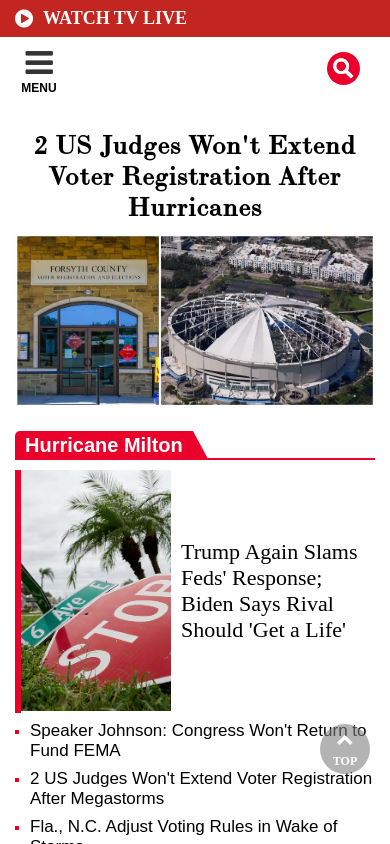 WATCH TV LIVE
MENU
2 US Judges Won't Extend
Voter Registration After
Hurricanes
FORSYTH COUNTY
VOTER REGISTRATION AND ELECTIONS
Hurricane Milton
6 Ave E
STOP
Trump Again Slams
Feds' Response;
Biden Says Rival
Should 'Get a Life'
Speaker Johnson: Congress Won't Return to
Fund FEMA
TOP
2 US Judges Won't Extend Voter Registration
After Megastorms
Fla., N.C. Adjust Voting Rules in Wake of
Storms